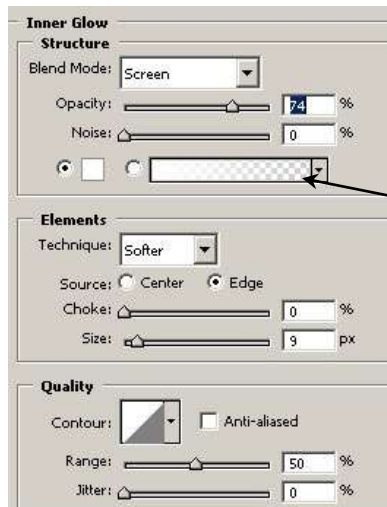 Inner Glow
Structure
Blend Mode: Screen
Opacity: 74 %
Noise: 0 %
Elements
Technique: Softer
Source: Center Edge
Choke: 0 %
Size: 9 px
Quality
Contour: Anti-aliased
Range: 50 %
Jitter: 0 %